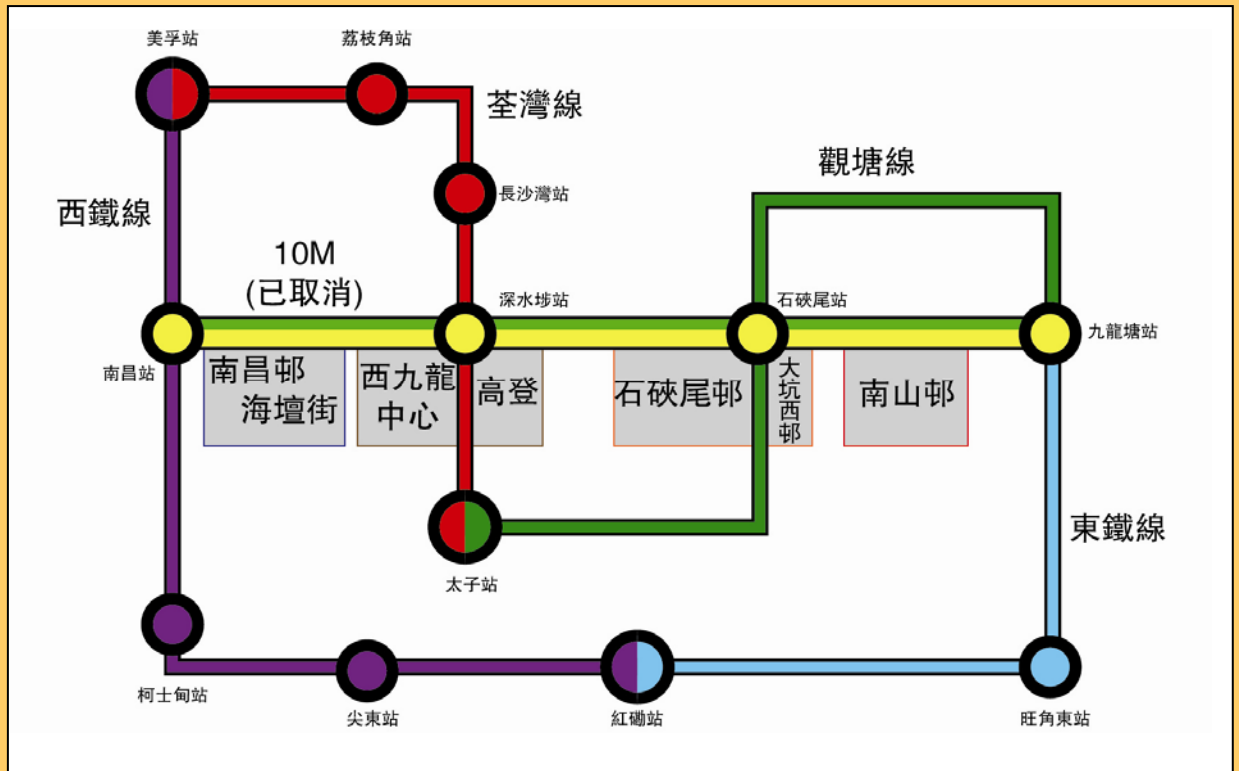 美孚站
荔枝角站
荃灣線
觀塘線
長沙灣站
西鐵線
10M
(已取消)
深水埗站
石硤尾站
九龍塘站
南昌站
南昌邨
海壇街
西九龍
中心
高登
石硤尾邨
大坑西邨
南山邨
東鐵線
太子站
柯士甸站
尖東站
紅磡站
旺角東站